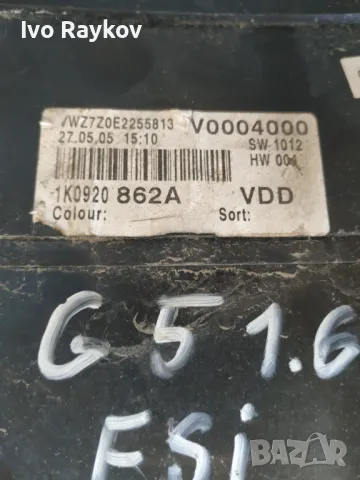 Ivo Raykov
VWZ7Z0E2255813 V0004000
27.05.05 15:10 SW 1012
HW 004
1K0920 862A VDD
Colour: Sort:
G5 1.6
FSi
BAZAR